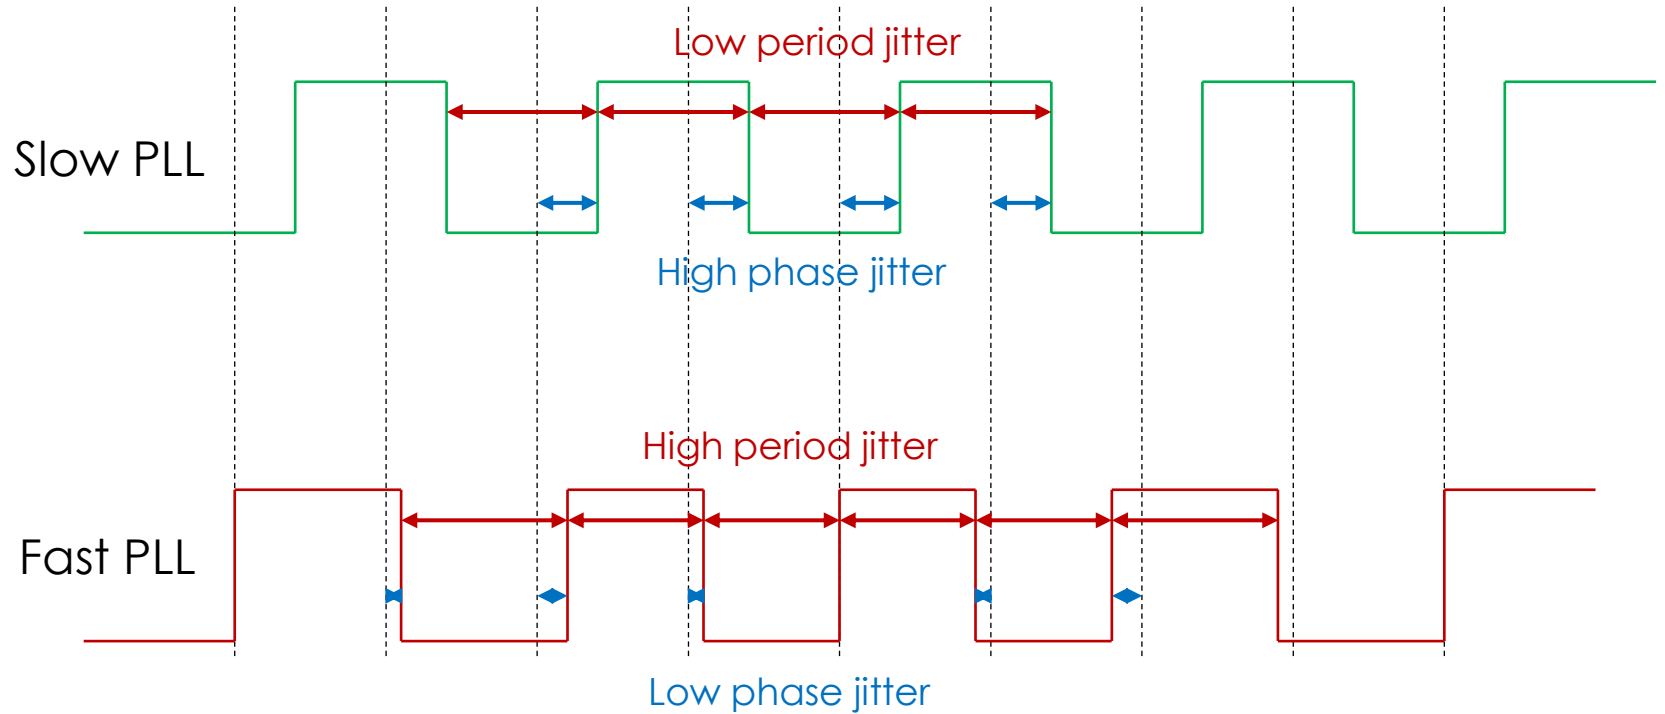 Low period jitter
Slow PLL
High phase jitter
High period jitter
Fast PLL
Low phase jitter